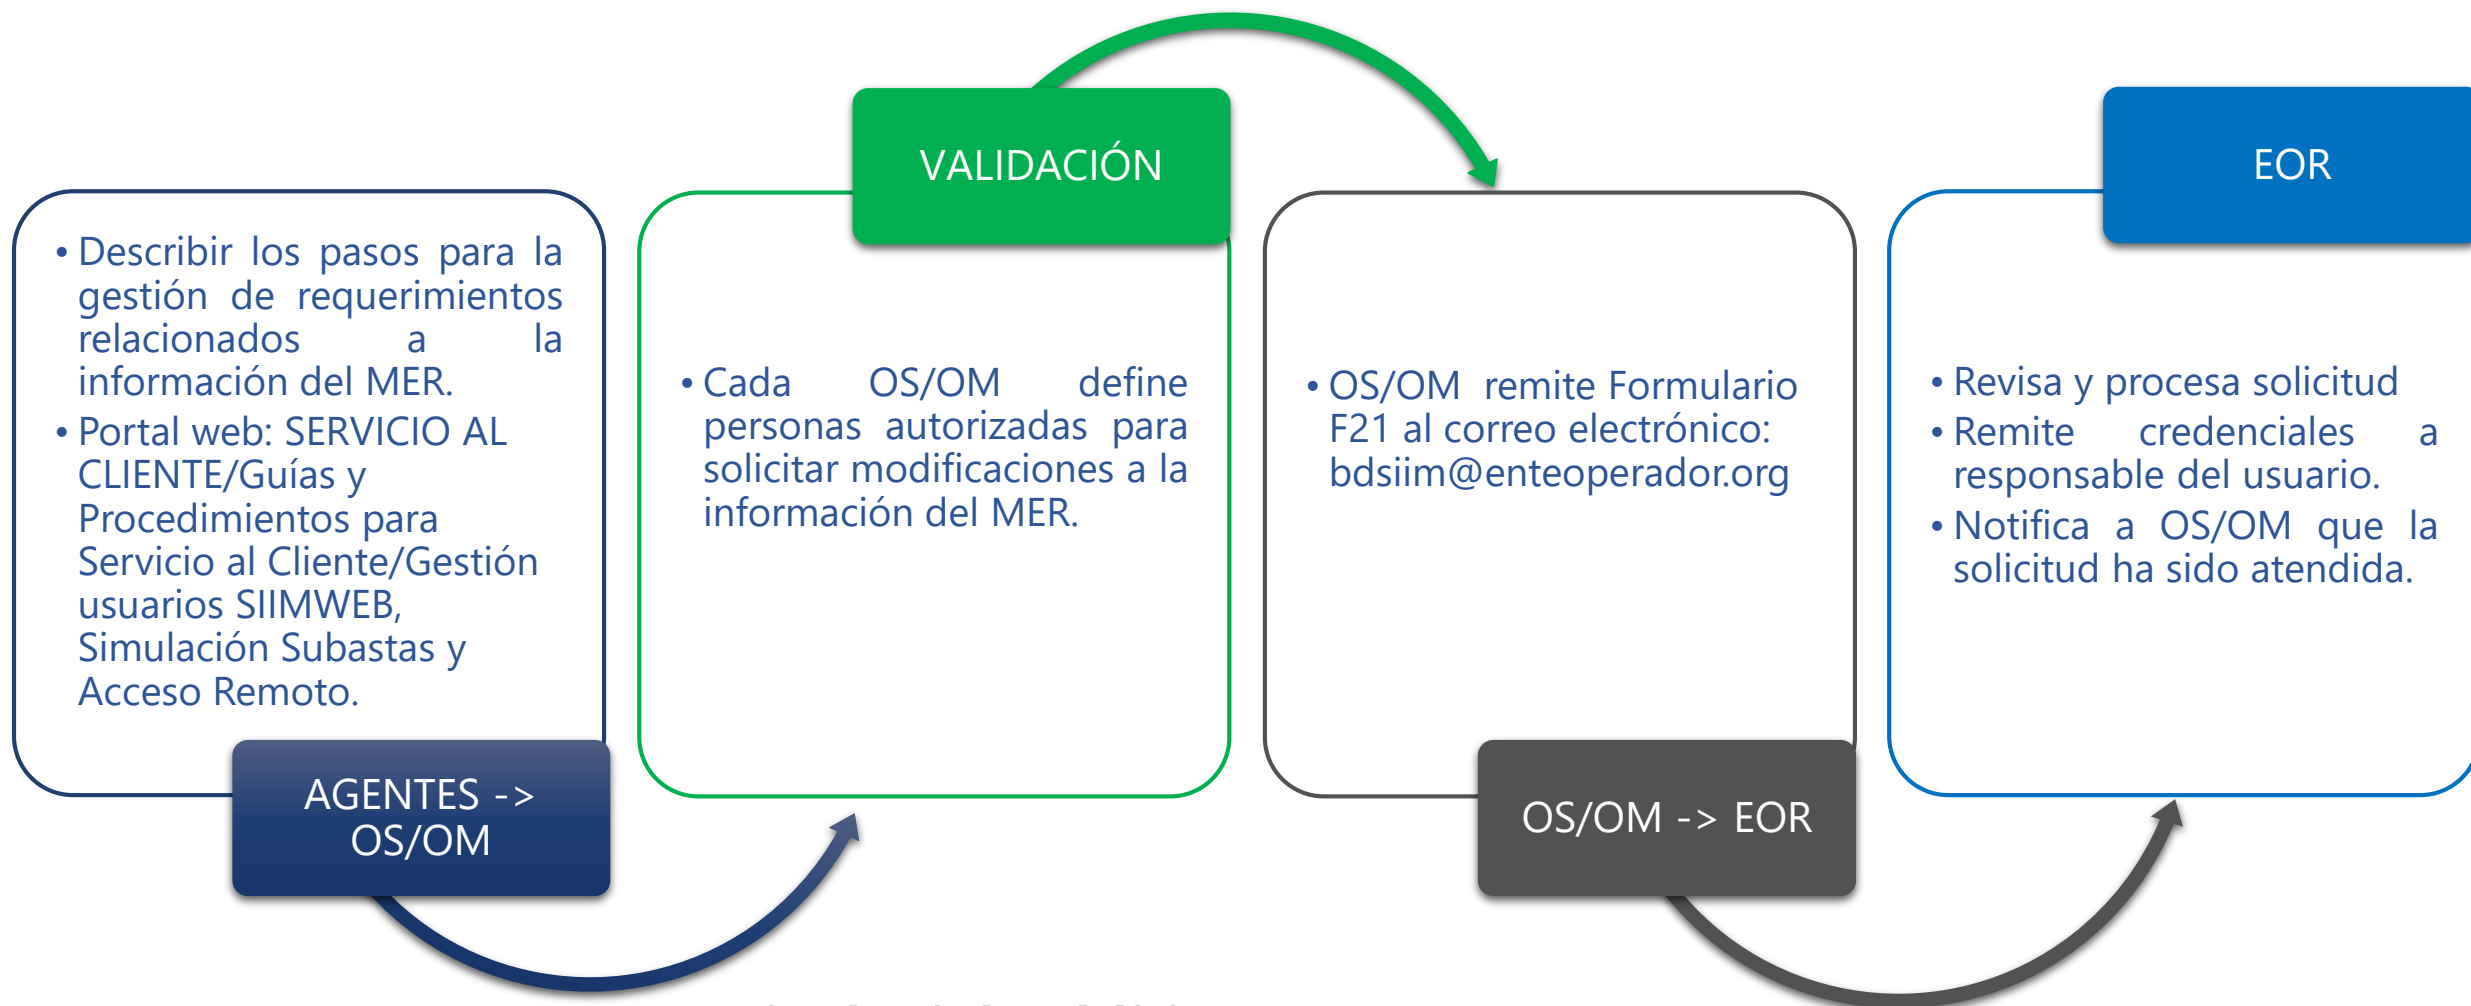 • Describir los pasos para la
gestión de requerimientos
relacionados a la
información del MER.
• Portal web: SERVICIO AL
CLIENTE/Guías y
Procedimientos para
Servicio al Cliente/Gestión
usuarios SIIMWEB,
Simulación Subastas y
Acceso Remoto.
AGENTES ->
OS/OM
VALIDACIÓN
• Cada OS/OM define
personas autorizadas para
solicitar modificaciones a la
información del MER.
• OS/OM remite Formulario
F21 al correo electrónico:
bdsiim@enteoperador.org
OS/OM -> EOR
EOR
• Revisa y procesa solicitud
• Remite credenciales a
responsable del usuario.
• Notifica a OS/OM que la
solicitud ha sido atendida.